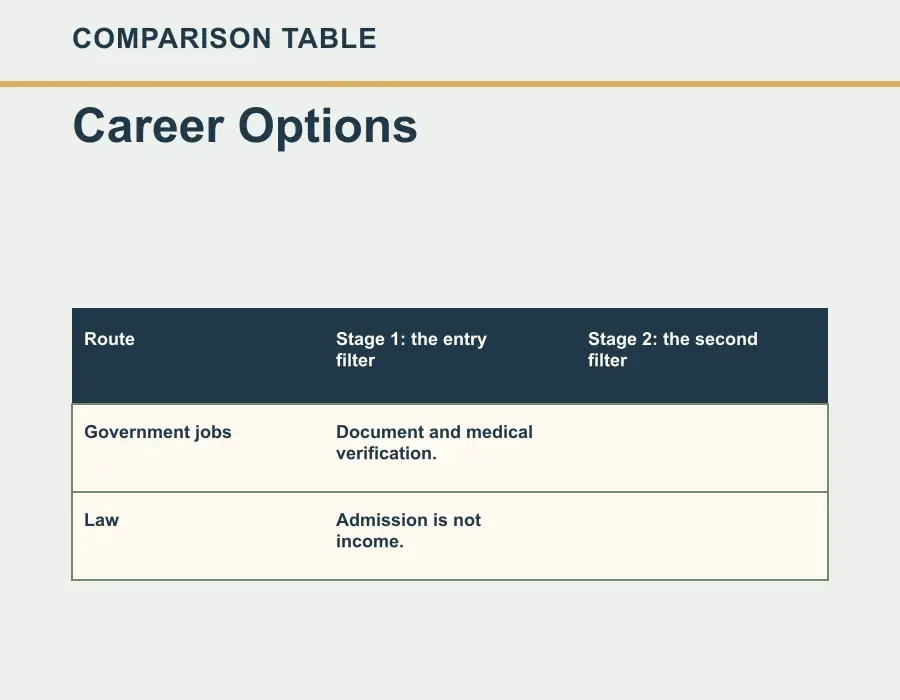 COMPARISON TABLE
Career Options
Route
Stage 1: the entry
filter
Stage 2: the second
filter
Government jobs
Document and medical
verification.
Law
Admission is not
income.